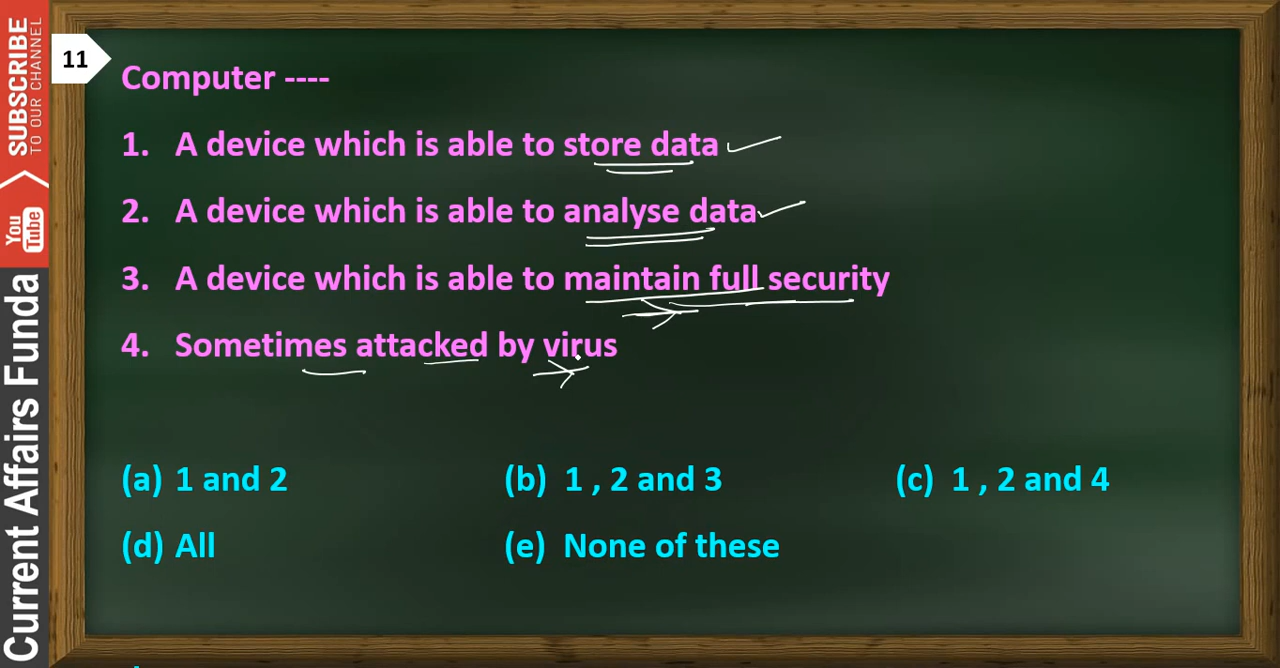 SUBSCRIBE
TO OUR CHANNEL
You
Tube
Current Affairs Funda
11
Computer ----
1. A device which is able to store data
2. A device which is able to analyse data
3. A device which is able to maintain full security
4. Sometimes attacked by virus
(a) 1 and 2 (b) 1 , 2 and 3 (c) 1 , 2 and 4
(d) All (e) None of these